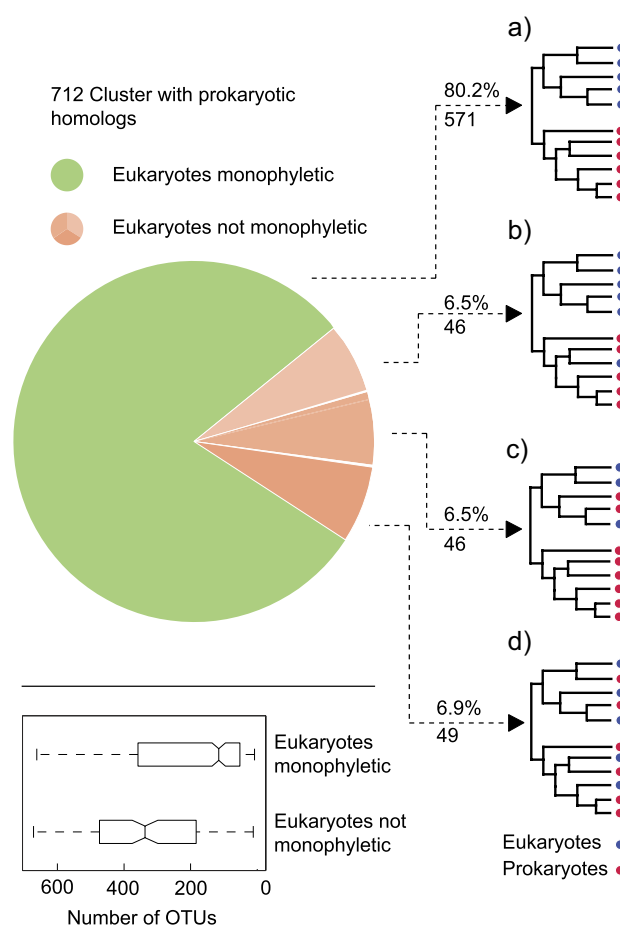 a)
712 Cluster with prokaryotic
homologs
80.2%
571
Eukaryotes monophyletic
Eukaryotes not monophyletic
b)
6.5%
46
c)
6.5%
46
d)
6.9%
49
Eukaryotes
monophyletic
Eukaryotes not
monophyletic
600 400 200 0
Number of OTUs
Eukaryotes
Prokaryotes